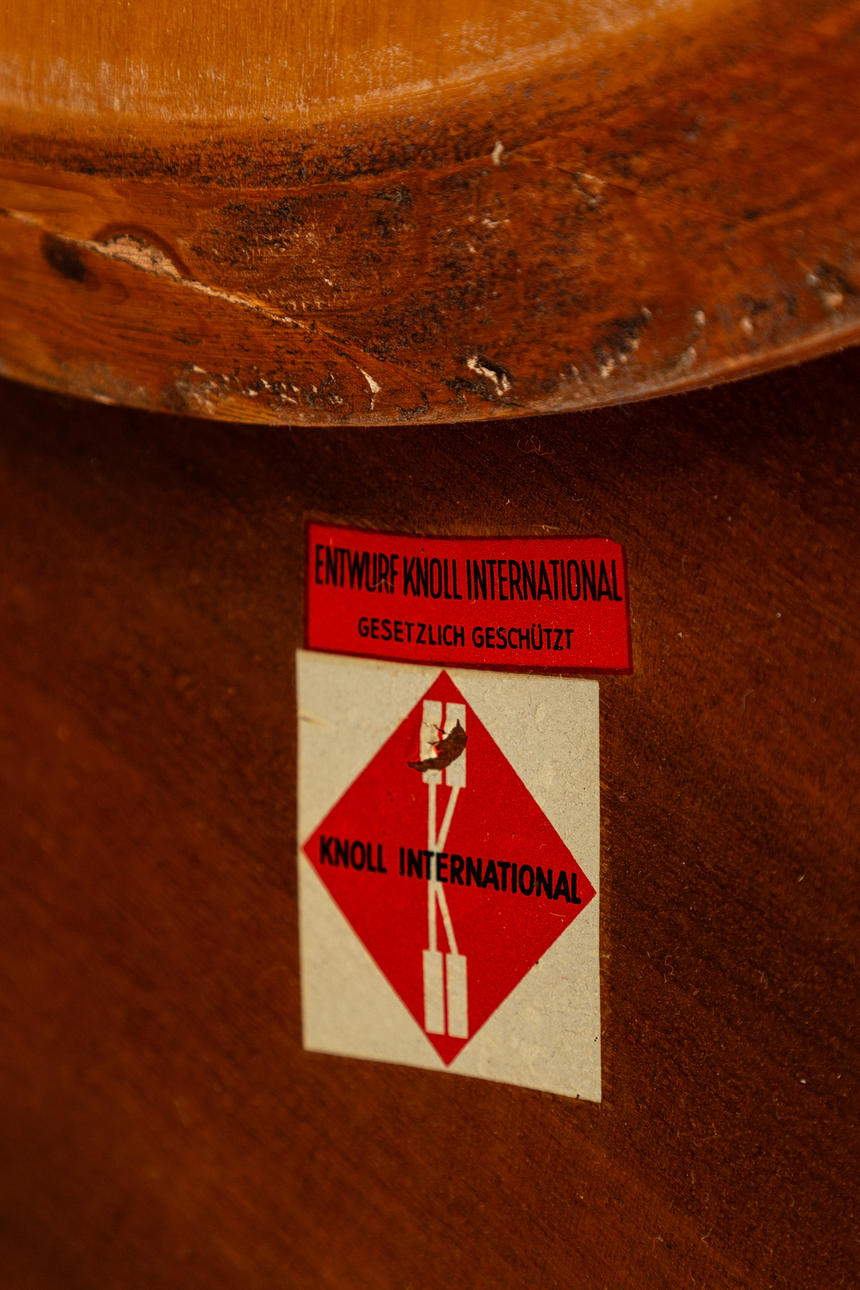 ENTWURF KNOLL INTERNATIONAL
GESETZLICH GESCHÜTZT
KNOLL INTERNATIONAL